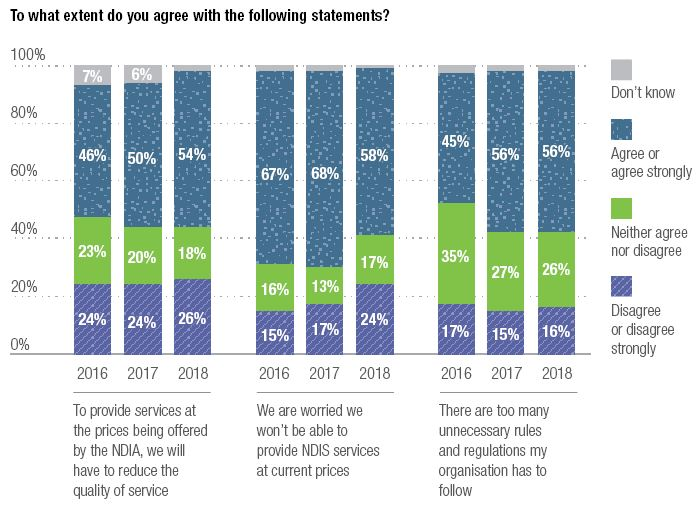 To what extent do you agree with the following statements?
100%
80%
60%
40%
20%
0%
7%
46%
23%
24%
6%
50%
20%
24%
54%
18%
26%
67%
16%
15%
68%
13%
17%
58%
17%
24%
45%
35%
17%
56%
27%
15%
56%
26%
16%
2016 2017 2018
2016 2017 2018
2016 2017 2018
To provide services at
the prices being offered
by the NDIA, we will
have to reduce the
quality of service
We are worried we
won't be able to
provide NDIS services
at current prices
There are too many
unnecessary rules
and regulations my
organisation has to
follow
Don't know
Agree or
agree strongly
Neither agree
nor disagree
Disagree
or disagree
strongly